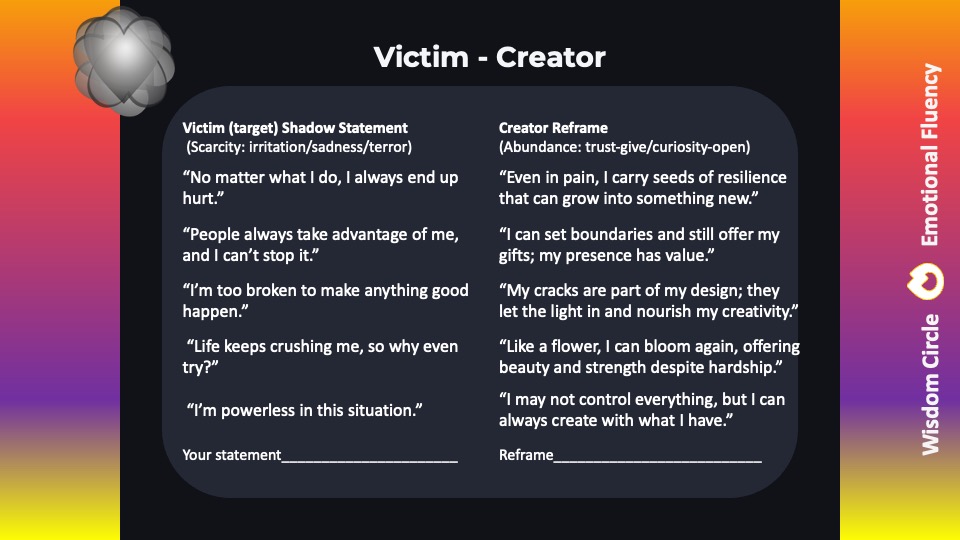 Victim - Creator
Victim (target) Shadow Statement
(Scarcity: irritation/sadness/terror)
“No matter what I do, I always end up
hurt.”
“People always take advantage of me,
and I can’t stop it.”
“I’m too broken to make anything good
happen.”
“Life keeps crushing me, so why even
try?”
“I’m powerless in this situation.”
Your statement______________________
Creator Reframe
(Abundance: trust-give/curiosity-open)
“Even in pain, I carry seeds of resilience
that can grow into something new.”
“I can set boundaries and still offer my
gifts; my presence has value.”
“My cracks are part of my design; they
let the light in and nourish my creativity.”
“Like a flower, I can bloom again, offering
beauty and strength despite hardship.”
“I may not control everything, but I can
always create with what I have.”
Reframe__________________________
Wisdom Circle Emotional Fluency